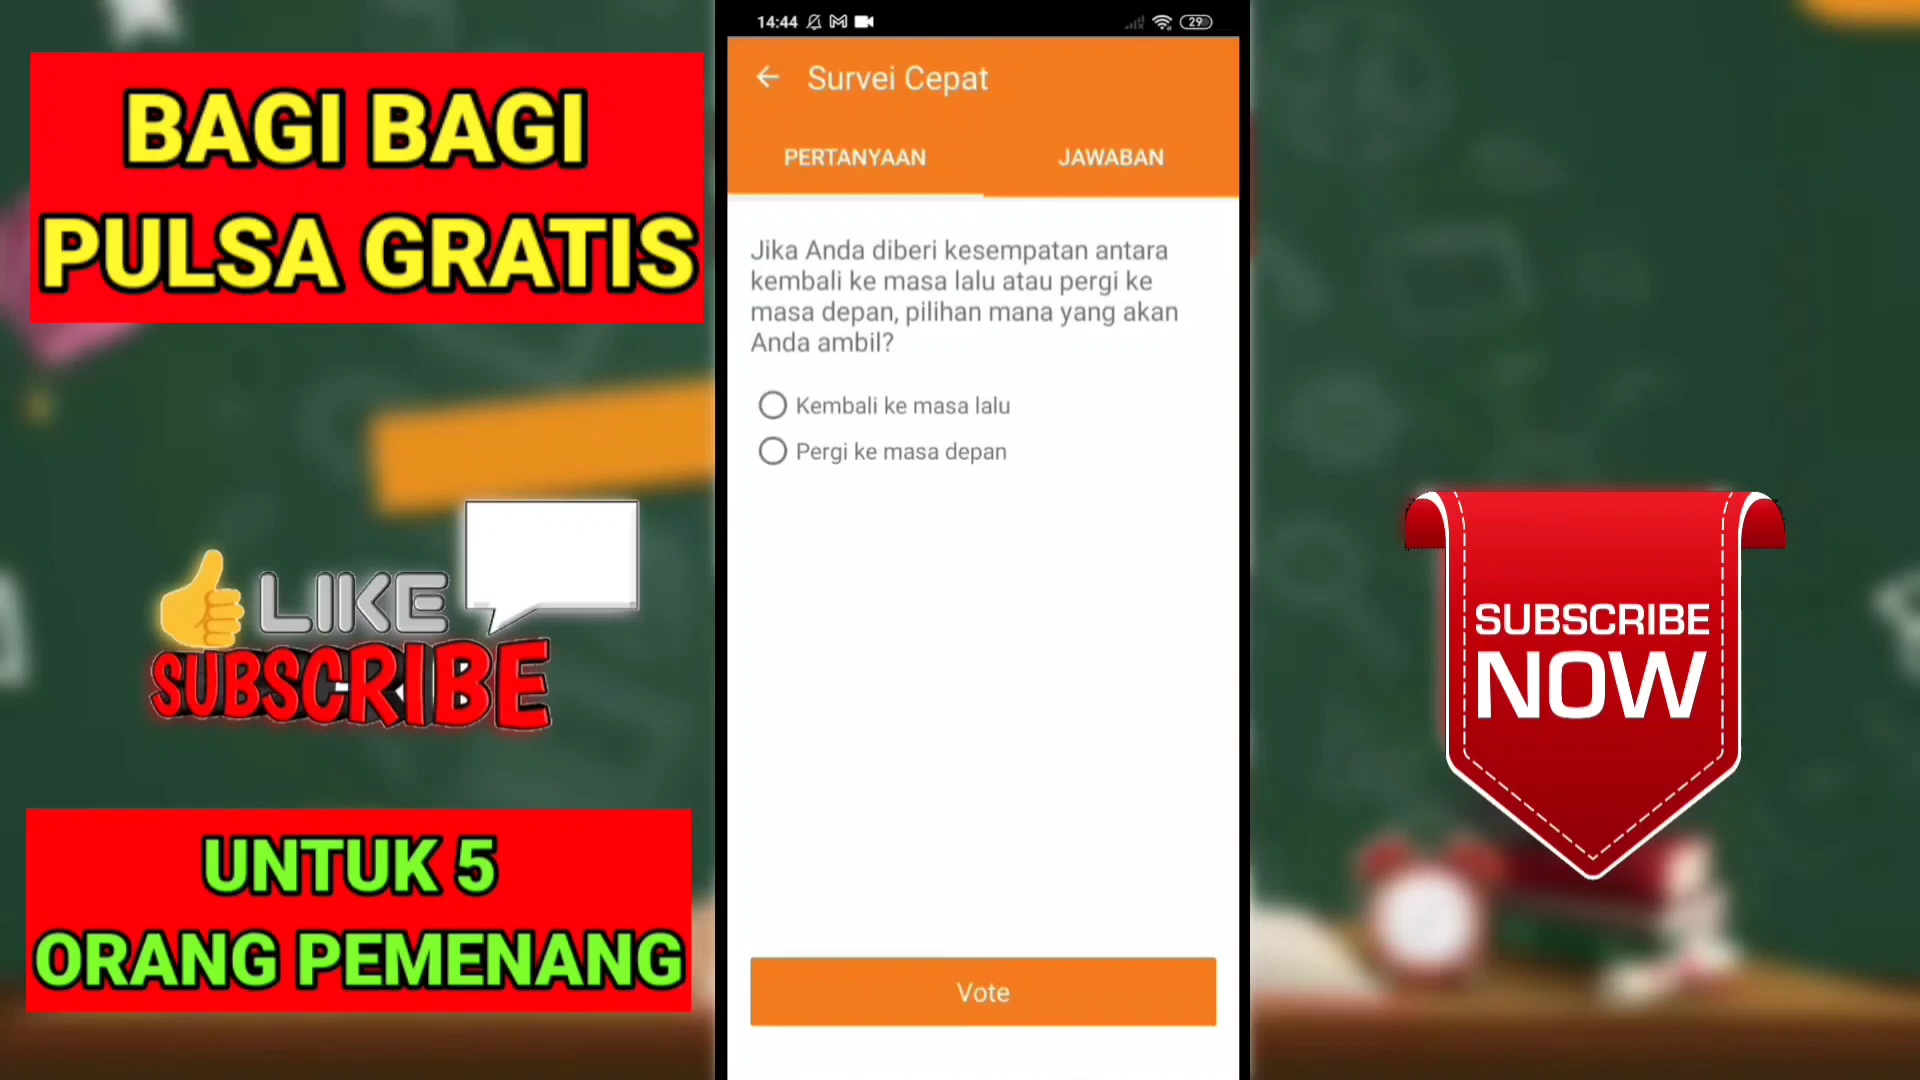 BAGI BAGI
PULSA GRATIS
LIKE
SUBSCRIBE
UNTUK 5
ORANG PEMENANG
14:44
29
Survei Cepat
PERTANYAAN
JAWABAN
Jika Anda diberi kesempatan antara
kembali ke masa lalu atau pergi ke
masa depan, pilihan mana yang akan
Anda ambil?
Kembali ke masa lalu
Pergi ke masa depan
Vote
SUBSCRIBE
NOW